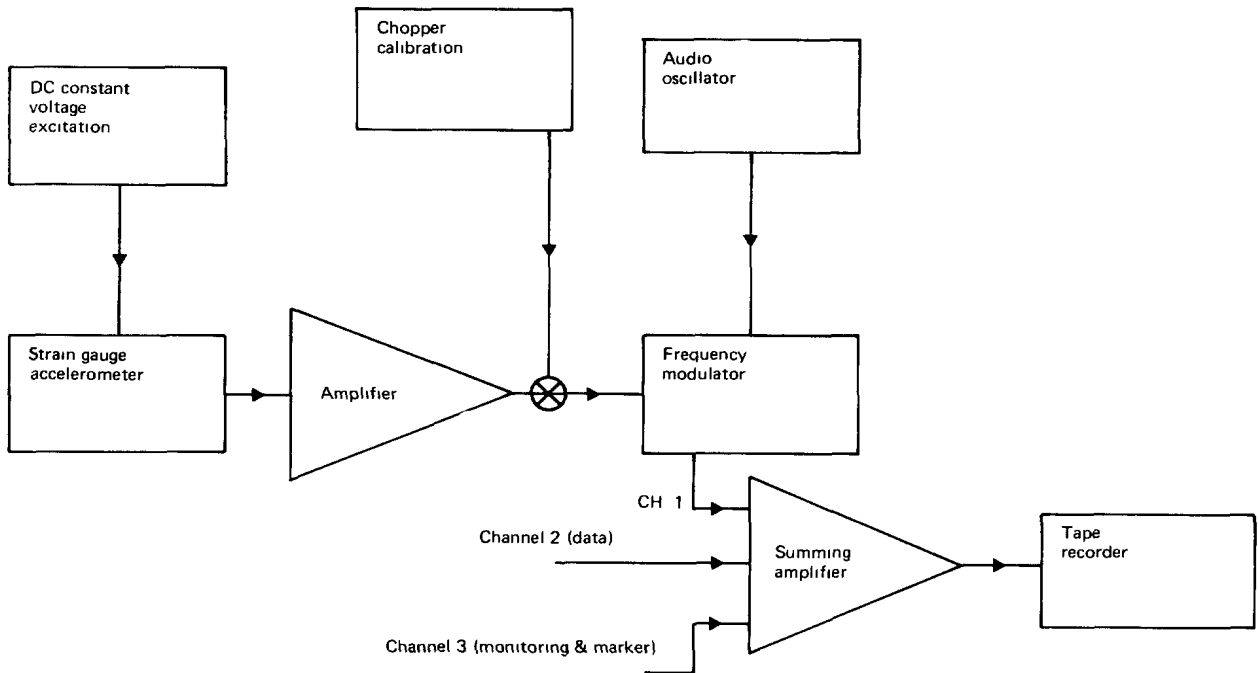 Chopper
calibration
Audio
oscillator
DC constant
voltage
excitation
Strain gauge
accelerometer
Amplifier
Frequency
modulator
CH 1
Channel 2 (data)
Summing
amplifier
Tape
recorder
Channel 3 (monitoring & marker)